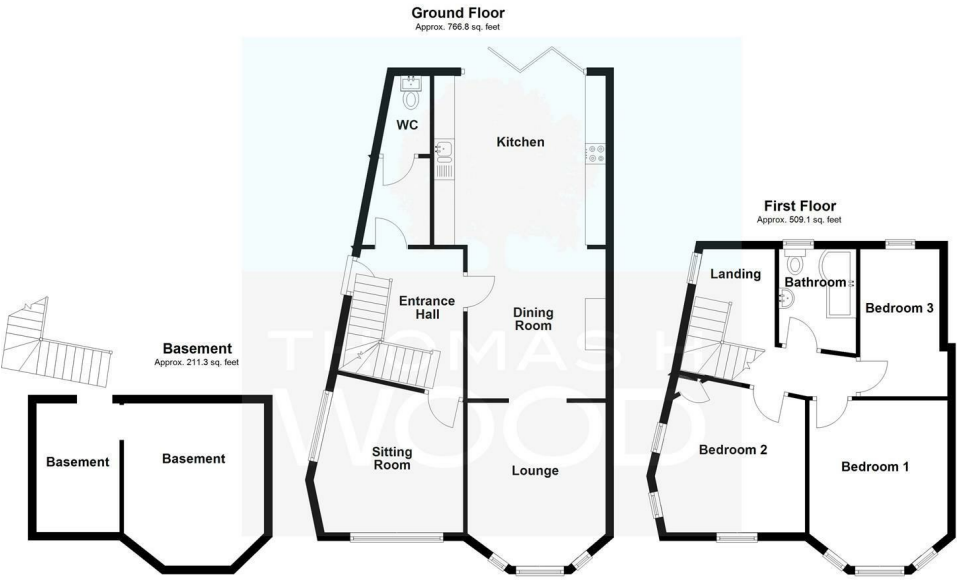 Ground Floor
Approx. 766.8 sq. feet
WC
Kitchen
Entrance
Hall
Dining
Room
Sitting
Room
Lounge
First Floor
Approx. 509.1 sq. feet
Landing
Bathroom
Bedroom 3
Bedroom 2
Bedroom 1
Basement
Approx. 211.3 sq. feet
Basement
Basement
THOMAS H
WOOD